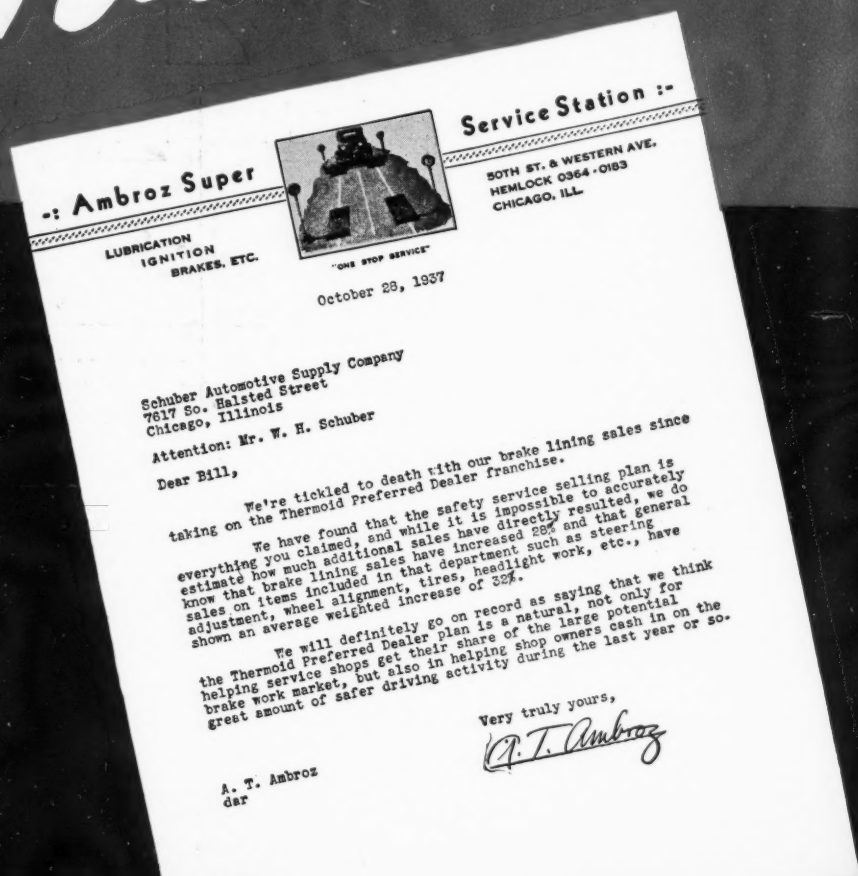 -: Ambroz Super
Service Station :-
LUBRICATION
IGNITION
BRAKES, ETC.
"ONE STOP SERVICE"
50TH ST. & WESTERN AVE.
HEMLOCK 0364-0183
CHICAGO, ILL.
October 28, 1937
Schuber Automotive Supply Company
7617 So. Halsted Street
Chicago, Illinois
Attention: Mr. W. H. Schuber
Dear Bill,
We're tickled to death with our brake lining sales since
taking on the Thermoid Preferred Dealer franchise.
We have found that the safety service selling plan is
everything you claimed, and while it is impossible to accurately
estimate how much additional sales have directly resulted, we do
know that brake lining sales have increased 28% and that general
sales on items included in that department such as steering
adjustment, wheel alignment, tires, headlight work, etc., have
shown an average weighted increase of 32%.
We will definitely go on record as saying that we think
the Thermoid Preferred Dealer plan is a natural, not only for
helping service shops get their share of the large potential
brake work market, but also in helping shop owners cash in on the
great amount of safer driving activity during the last year or so.
Very truly yours,
A. T. Ambroz
A. T. Ambroz
dar